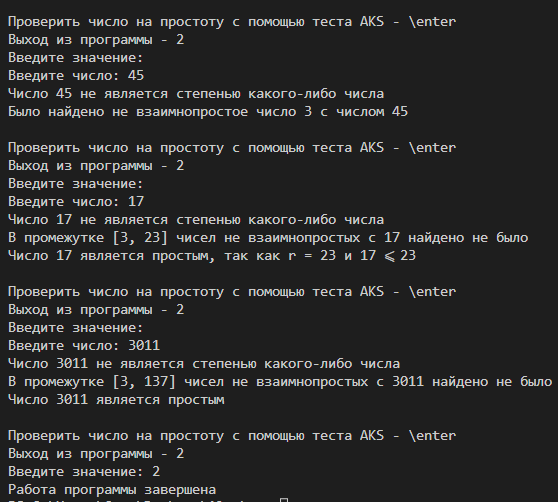 Проверить число на простоту с помощью теста AKS - \enter
Выход из программы - 2
Введите значение:
Введите число: 45
Число 45 не является степенью какого-либо числа
Было найдено не взаимнопростое число 3 с числом 45
Проверить число на простоту с помощью теста AKS - \enter
Выход из программы - 2
Введите значение:
Введите число: 17
Число 17 не является степенью какого-либо числа
В промежутке [3, 23] чисел не взаимнопростых с 17 найдено не было
Число 17 является простым, так как r = 23 и 17 ⩽ 23
Проверить число на простоту с помощью теста AKS - \enter
Выход из программы - 2
Введите значение:
Введите число: 3011
Число 3011 не является степенью какого-либо числа
В промежутке [3, 137] чисел не взаимнопростых с 3011 найдено не было
Число 3011 является простым
Проверить число на простоту с помощью теста AKS - \enter
Выход из программы - 2
Введите значение: 2
Работа программы завершена